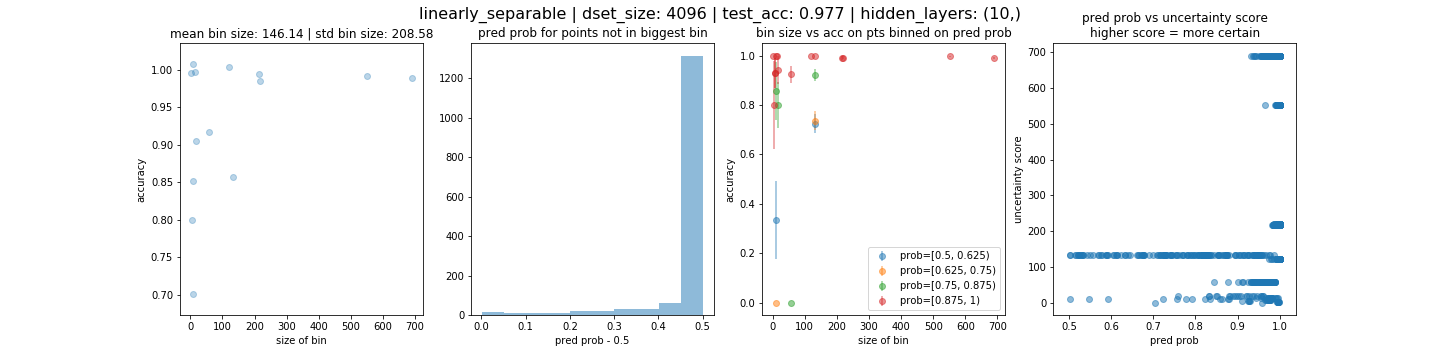 linearly_separable | dset_size: 4096 | test_acc: 0.977 | hidden_layers: (10,)
mean bin size: 146.14 | std bin size: 208.58
accuracy
1.00
0.95
0.90
0.85
0.80
0.75
0.70
0 100 200 300 400 500 600 700
size of bin
pred prob for points not in biggest bin
1200
1000
800
600
400
200
0
0.0 0.1 0.2 0.3 0.4 0.5
pred prob - 0.5
bin size vs acc on pts binned on pred prob
accuracy
1.0
0.8
0.6
0.4
0.2
0.0
prob=[0.5, 0.625)
prob=[0.625, 0.75)
prob=[0.75, 0.875)
prob=[0.875, 1)
0 100 200 300 400 500 600 700
size of bin
pred prob vs uncertainty score
higher score = more certain
uncertainty score
700
600
500
400
300
200
100
0
0.5 0.6 0.7 0.8 0.9 1.0
pred prob